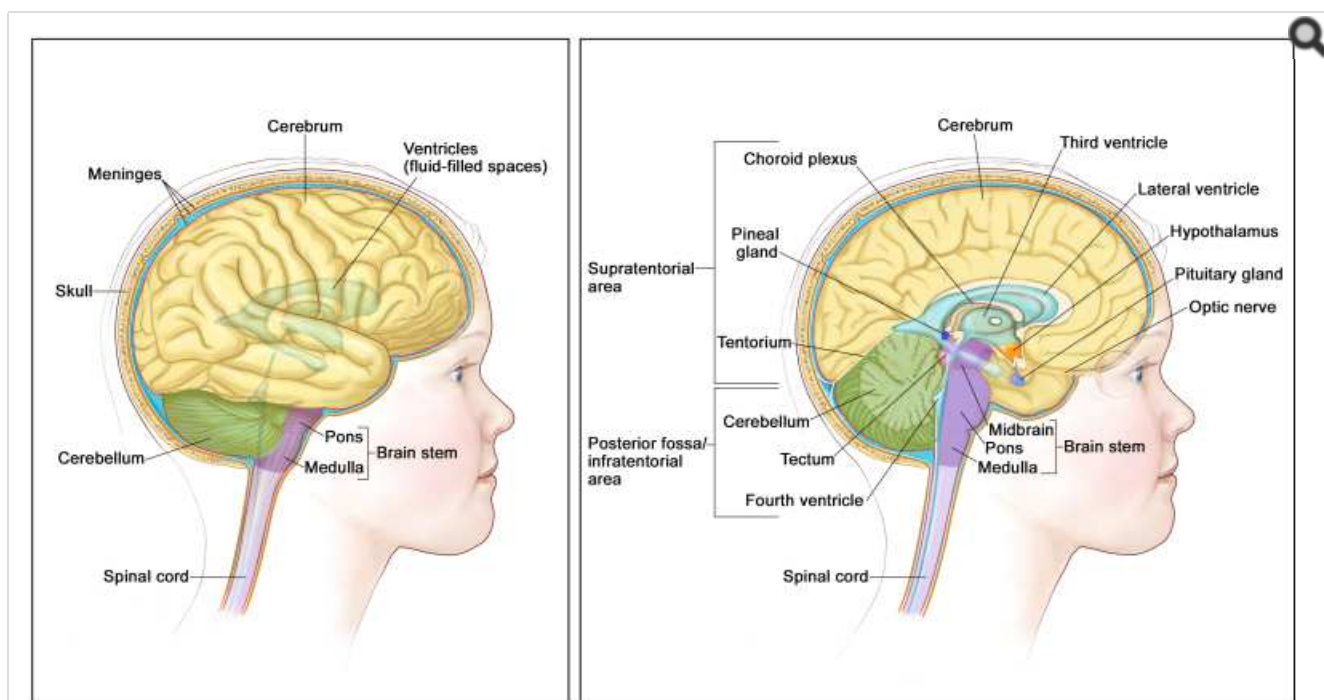 Cerebrum
Ventricles
(fluid-filled spaces)
Meninges
Skull
Cerebellum
Pons
Medulla
Brain stem
Spinal cord
Cerebrum
Third ventricle
Choroid plexus
Lateral ventricle
Pineal
gland
Hypothalamus
Supratentorial
area
Pituitary gland
Optic nerve
Tentorium
Cerebellum
Posterior fossa/
infratentorial
area
Midbrain
Pons
Medulla
Brain stem
Tectum
Fourth ventricle
Spinal cord